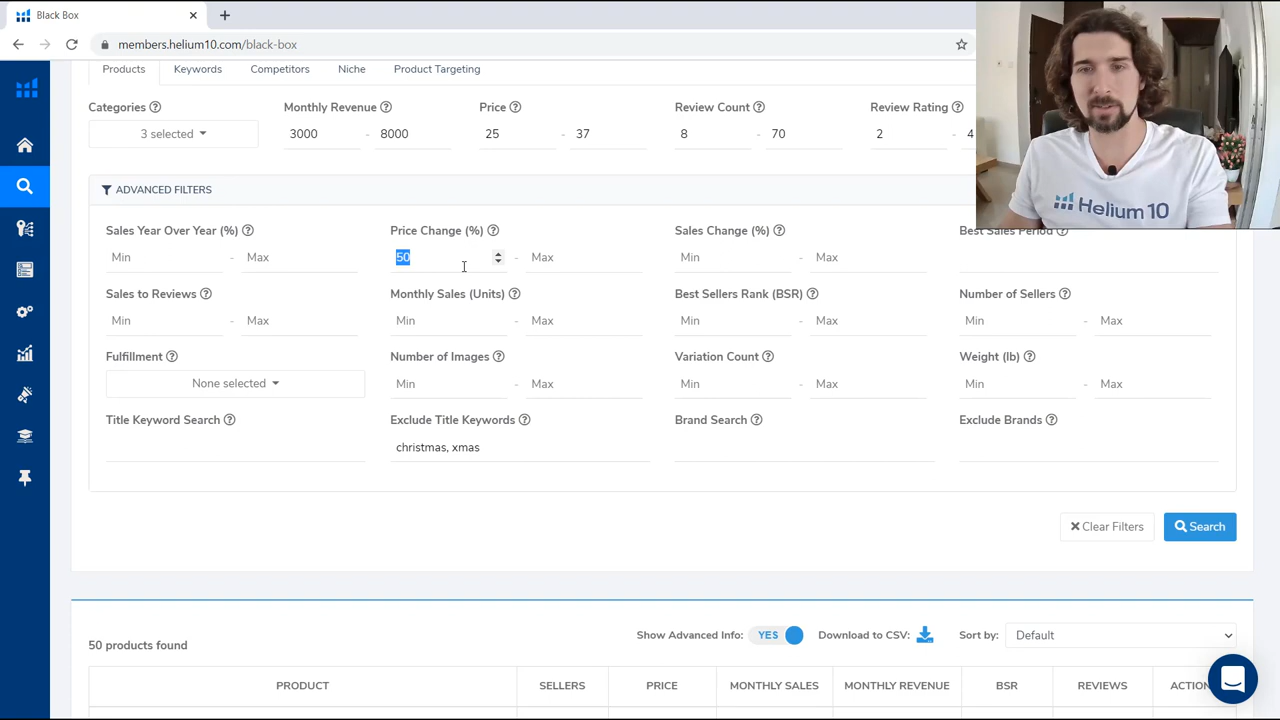 Black Box
members.helium10.com/black-box
Products Keywords Competitors Niche Product Targeting
Categories Monthly Revenue Price Review Count Review Rating
3 selected 3000 - 8000 25 - 37 8 - 70 2 - 4
Helium 10
ADVANCED FILTERS
Sales Year Over Year (%) Price Change (%) Sales Change (%) Best Sales Period
Min - Max 50 - Max Min - Max
Sales to Reviews Monthly Sales (Units) Best Sellers Rank (BSR) Number of Sellers
Min - Max Min - Max Min - Max Min - Max
Fulfillment Number of Images Variation Count Weight (lb)
None selected Min - Max Min - Max Min - Max
Title Keyword Search Exclude Title Keywords Brand Search Exclude Brands
christmas, xmas
Clear Filters Search
50 products found Show Advanced Info: YES Download to CSV: Sort by: Default
PRODUCT SELLERS PRICE MONTHLY SALES MONTHLY REVENUE BSR REVIEWS ACTION